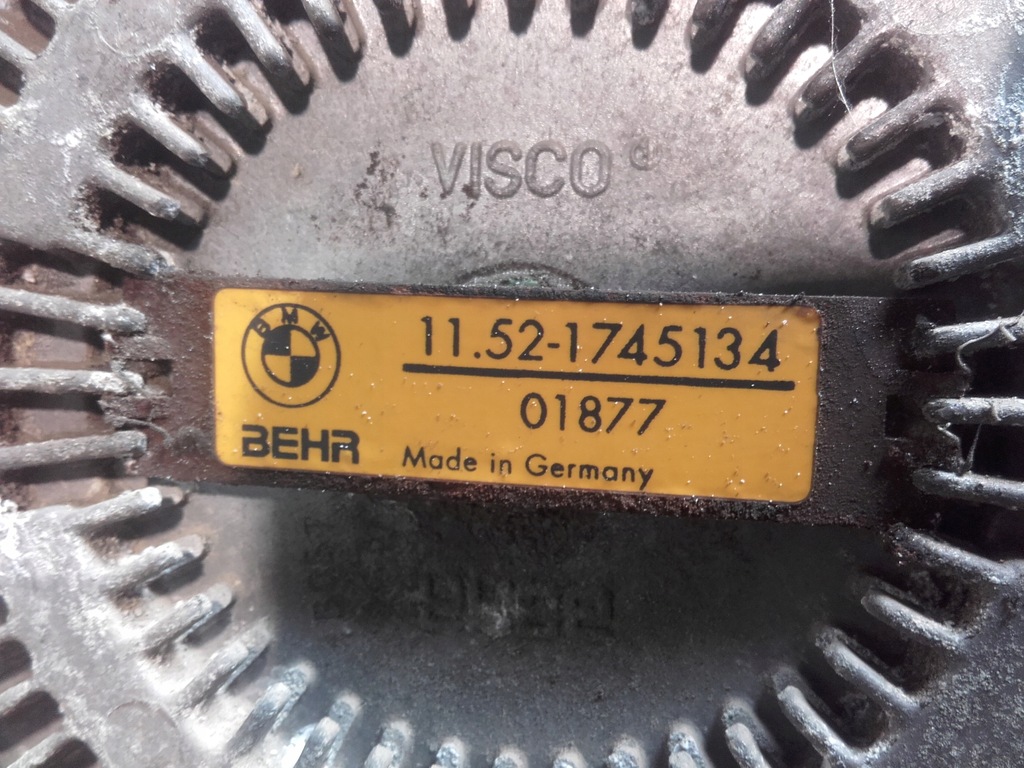 VISCO
BMW
11.52-1745134
01877
BEHR
Made in Germany